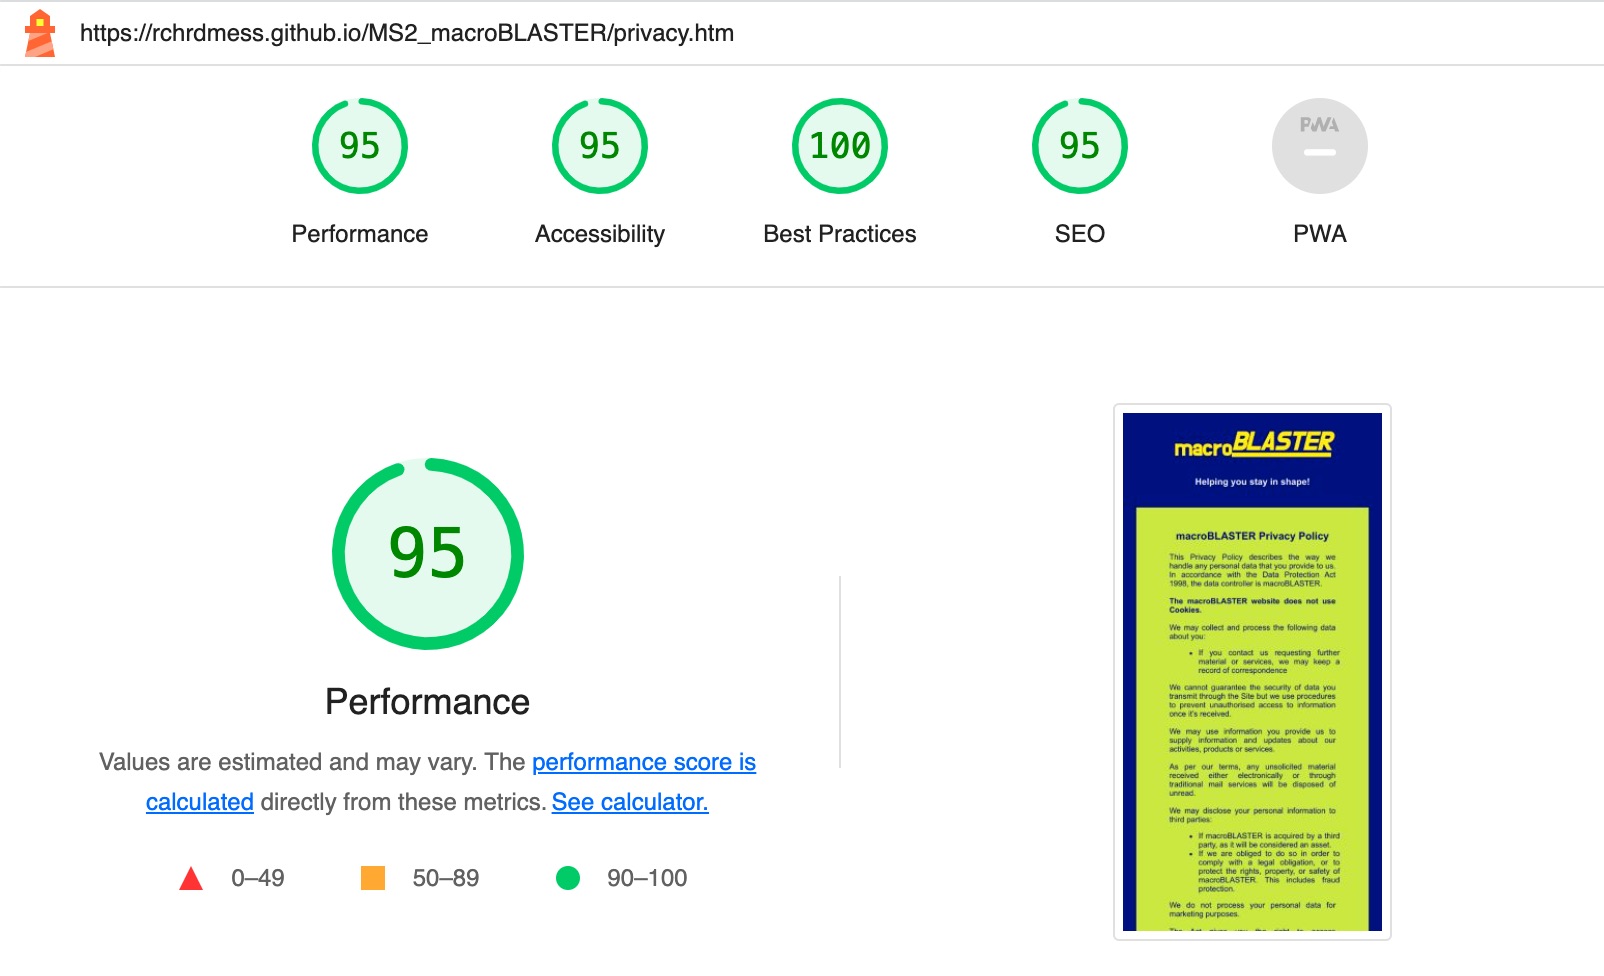 https://rchrdmess.github.io/MS2_macroBLASTER/privacy.htm
95
95
100
95
PWA
Performance
Accessibility
Best Practices
SEO
PWA
95
Performance
Values are estimated and may vary. The performance score is
calculated directly from these metrics. See calculator.
0–49
50–89
90–100
macroBLASTER
Helping you stay in shape!
macroBLASTER Privacy Policy
This Privacy Policy describes the way we
handle any personal data that you provide to us.
In accordance with the Data Protection Act
1998, the data controller is macroBLASTER.
The macroBLASTER website does not use
Cookies.
We may collect and process the following data
about you:
• If you contact us requesting further
material or services, we may keep a
record of correspondence
We cannot guarantee the security of data you
transmit through the Site but we use procedures
to prevent unauthorised access to information
once it's received.
We may use information you provide us to
supply information and updates about our
activities, products or services.
As per our terms, any unsolicited material
received either electronically or through
traditional mail services will be disposed of
unread.
We may disclose your personal information to
third parties:
• If macroBLASTER is acquired by a third
party, as it will be considered an asset.
• If we are obliged to do so in order to
comply with a legal obligation, or to
protect the rights, property, or safety of
macroBLASTER. This includes fraud
protection.
We do not process your personal data for
marketing purposes.